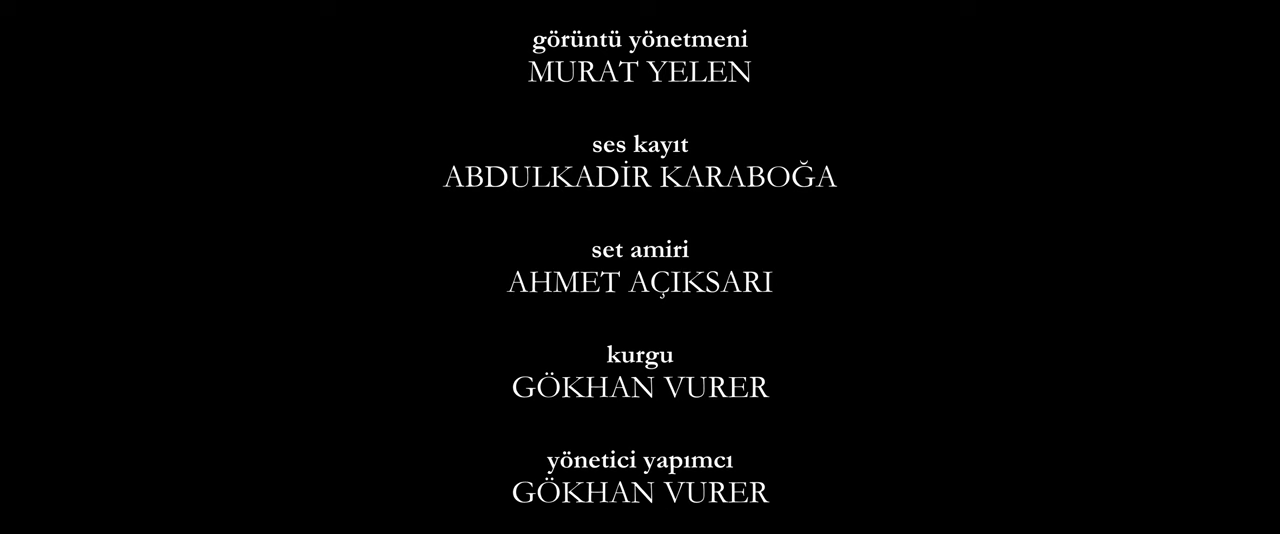 görüntü yönetmeni
MURAT YELEN
ses kayıt
ABDULKADİR KARABOĞA
set amiri
AHMET AÇIKSARI
kurgu
GÖKHAN VURER
yönetici yapımcı
GÖKHAN VURER